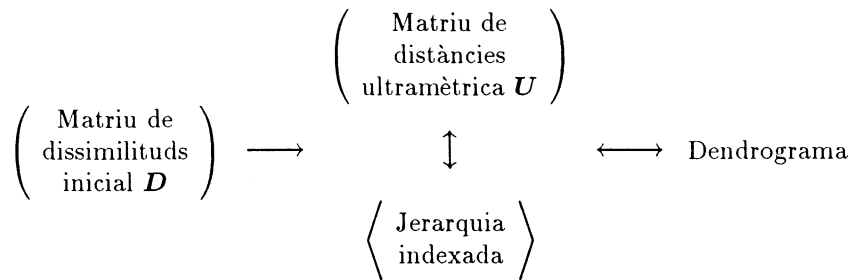 Matriu de
distàncies
ultramètrica U
Matriu de
dissimilituds
inicial D
Dendrograma
Jerarquia
indexada